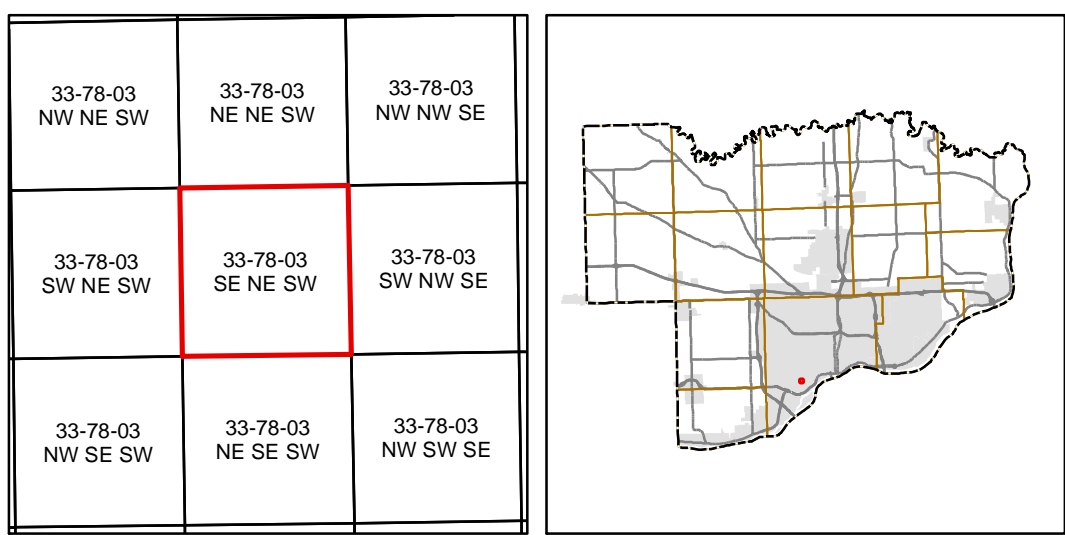 33-78-03
NW NE SW
33-78-03
NE NE SW
33-78-03
NW NW SE
33-78-03
SW NE SW
33-78-03
SE NE SW
33-78-03
SW NW SE
33-78-03
NW SE SW
33-78-03
NE SE SW
33-78-03
NW SW SE